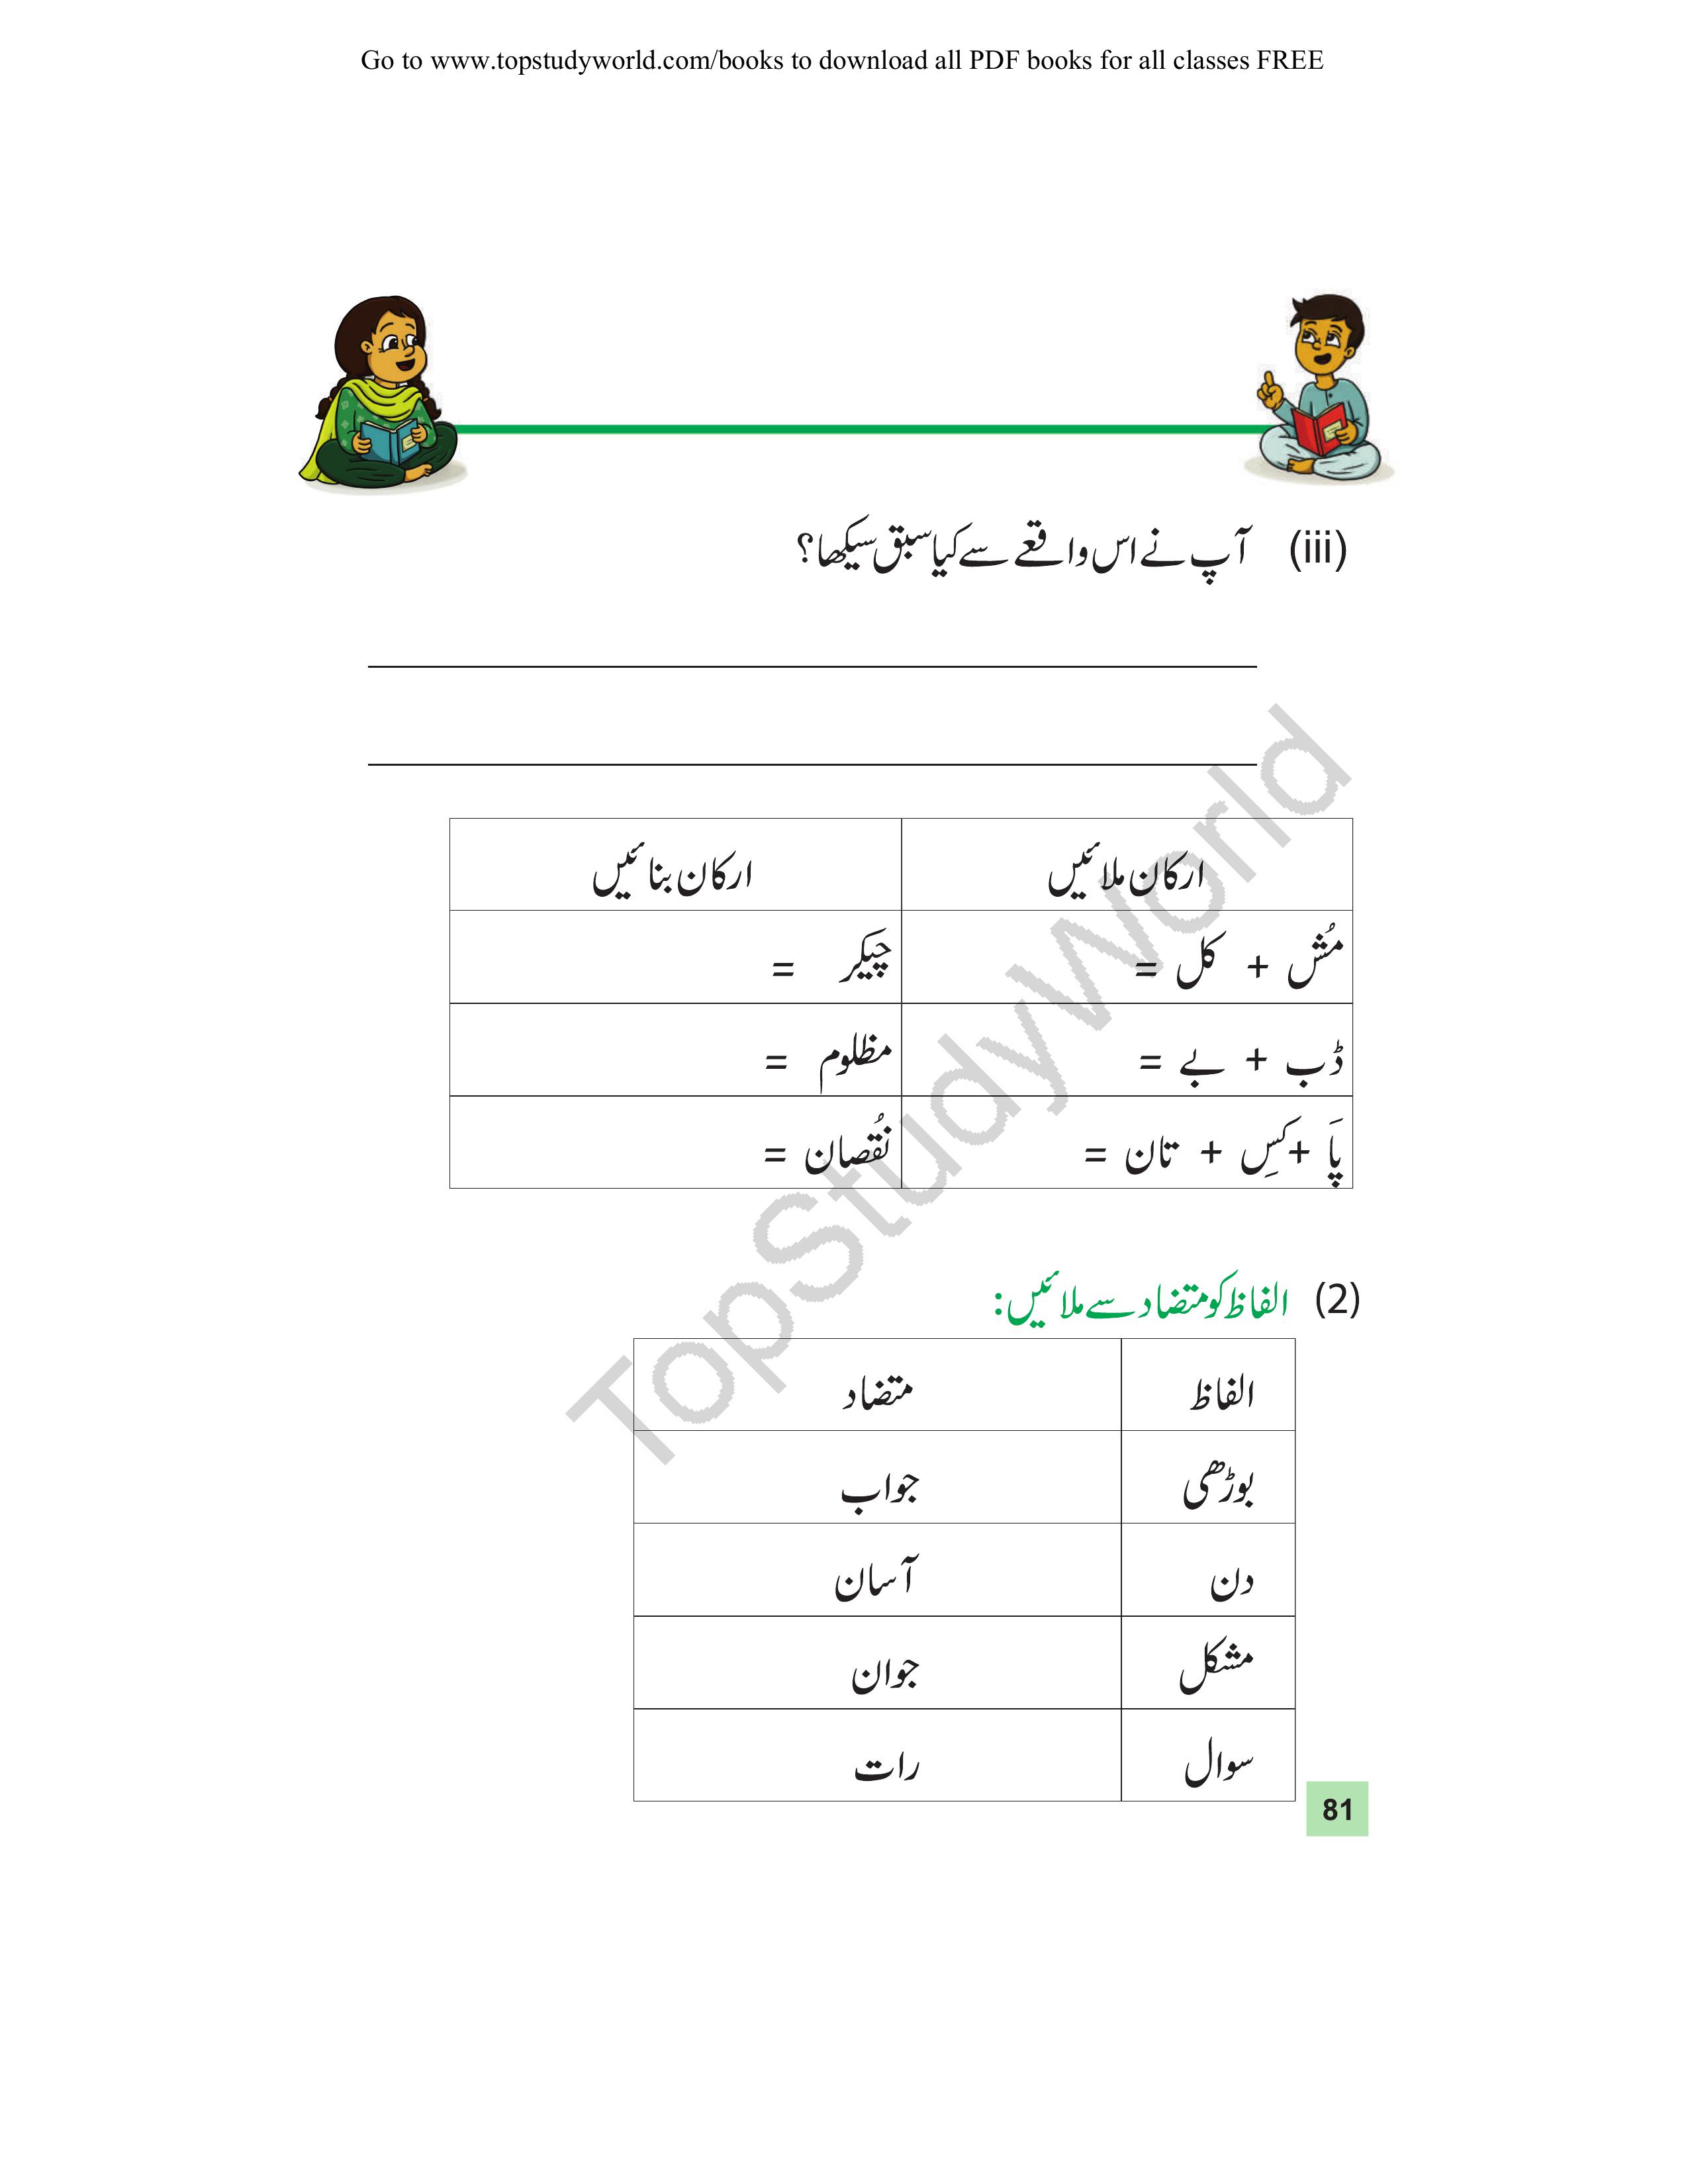 Go to www.topstudyworld.com/books to download all PDF books for all classes FREE
(iii) آپ نے اس واقعے سے کیا سبق سیکھا؟
ارکان ملائیں ارکان بنائیں
مُش + کل = چیکر =
ڈب + بے = مظلوم =
پاَ + کسِ + تان = نقُصان =
(2) الفاظ کو متضاد سے ملائیں:
الفاظ متضاد
بوڑھی جواب
دن آسان
مشکل جوان
سوال رات
81
TopStudyWorld